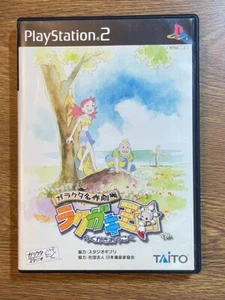 PlayStation®2
ガラクタ名作劇場
ラクガキ王国
協力：スタジオジブリ
協力：社団法人 日本漫画家協会
TAITO